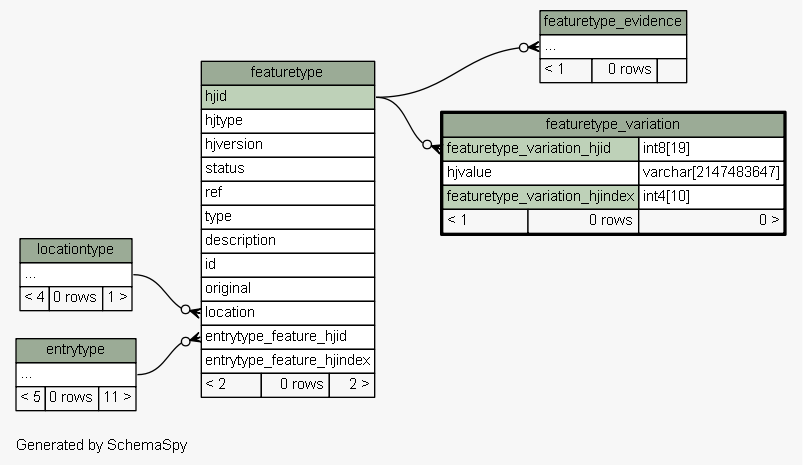 featuretype_evidence
...
< 1 0 rows
featuretype
hjid
hjtype
hjversion
status
ref
type
description
id
original
location
entrytype_feature_hjid
entrytype_feature_hjindex
< 2 0 rows 2 >
featuretype_variation
featuretype_variation_hjid int8[19]
hjvalue varchar[2147483647]
featuretype_variation_hjindex int4[10]
< 1 0 rows 0 >
locationtype
...
< 4 0 rows 1 >
entrytype
...
< 5 0 rows 11 >
Generated by SchemaSpy